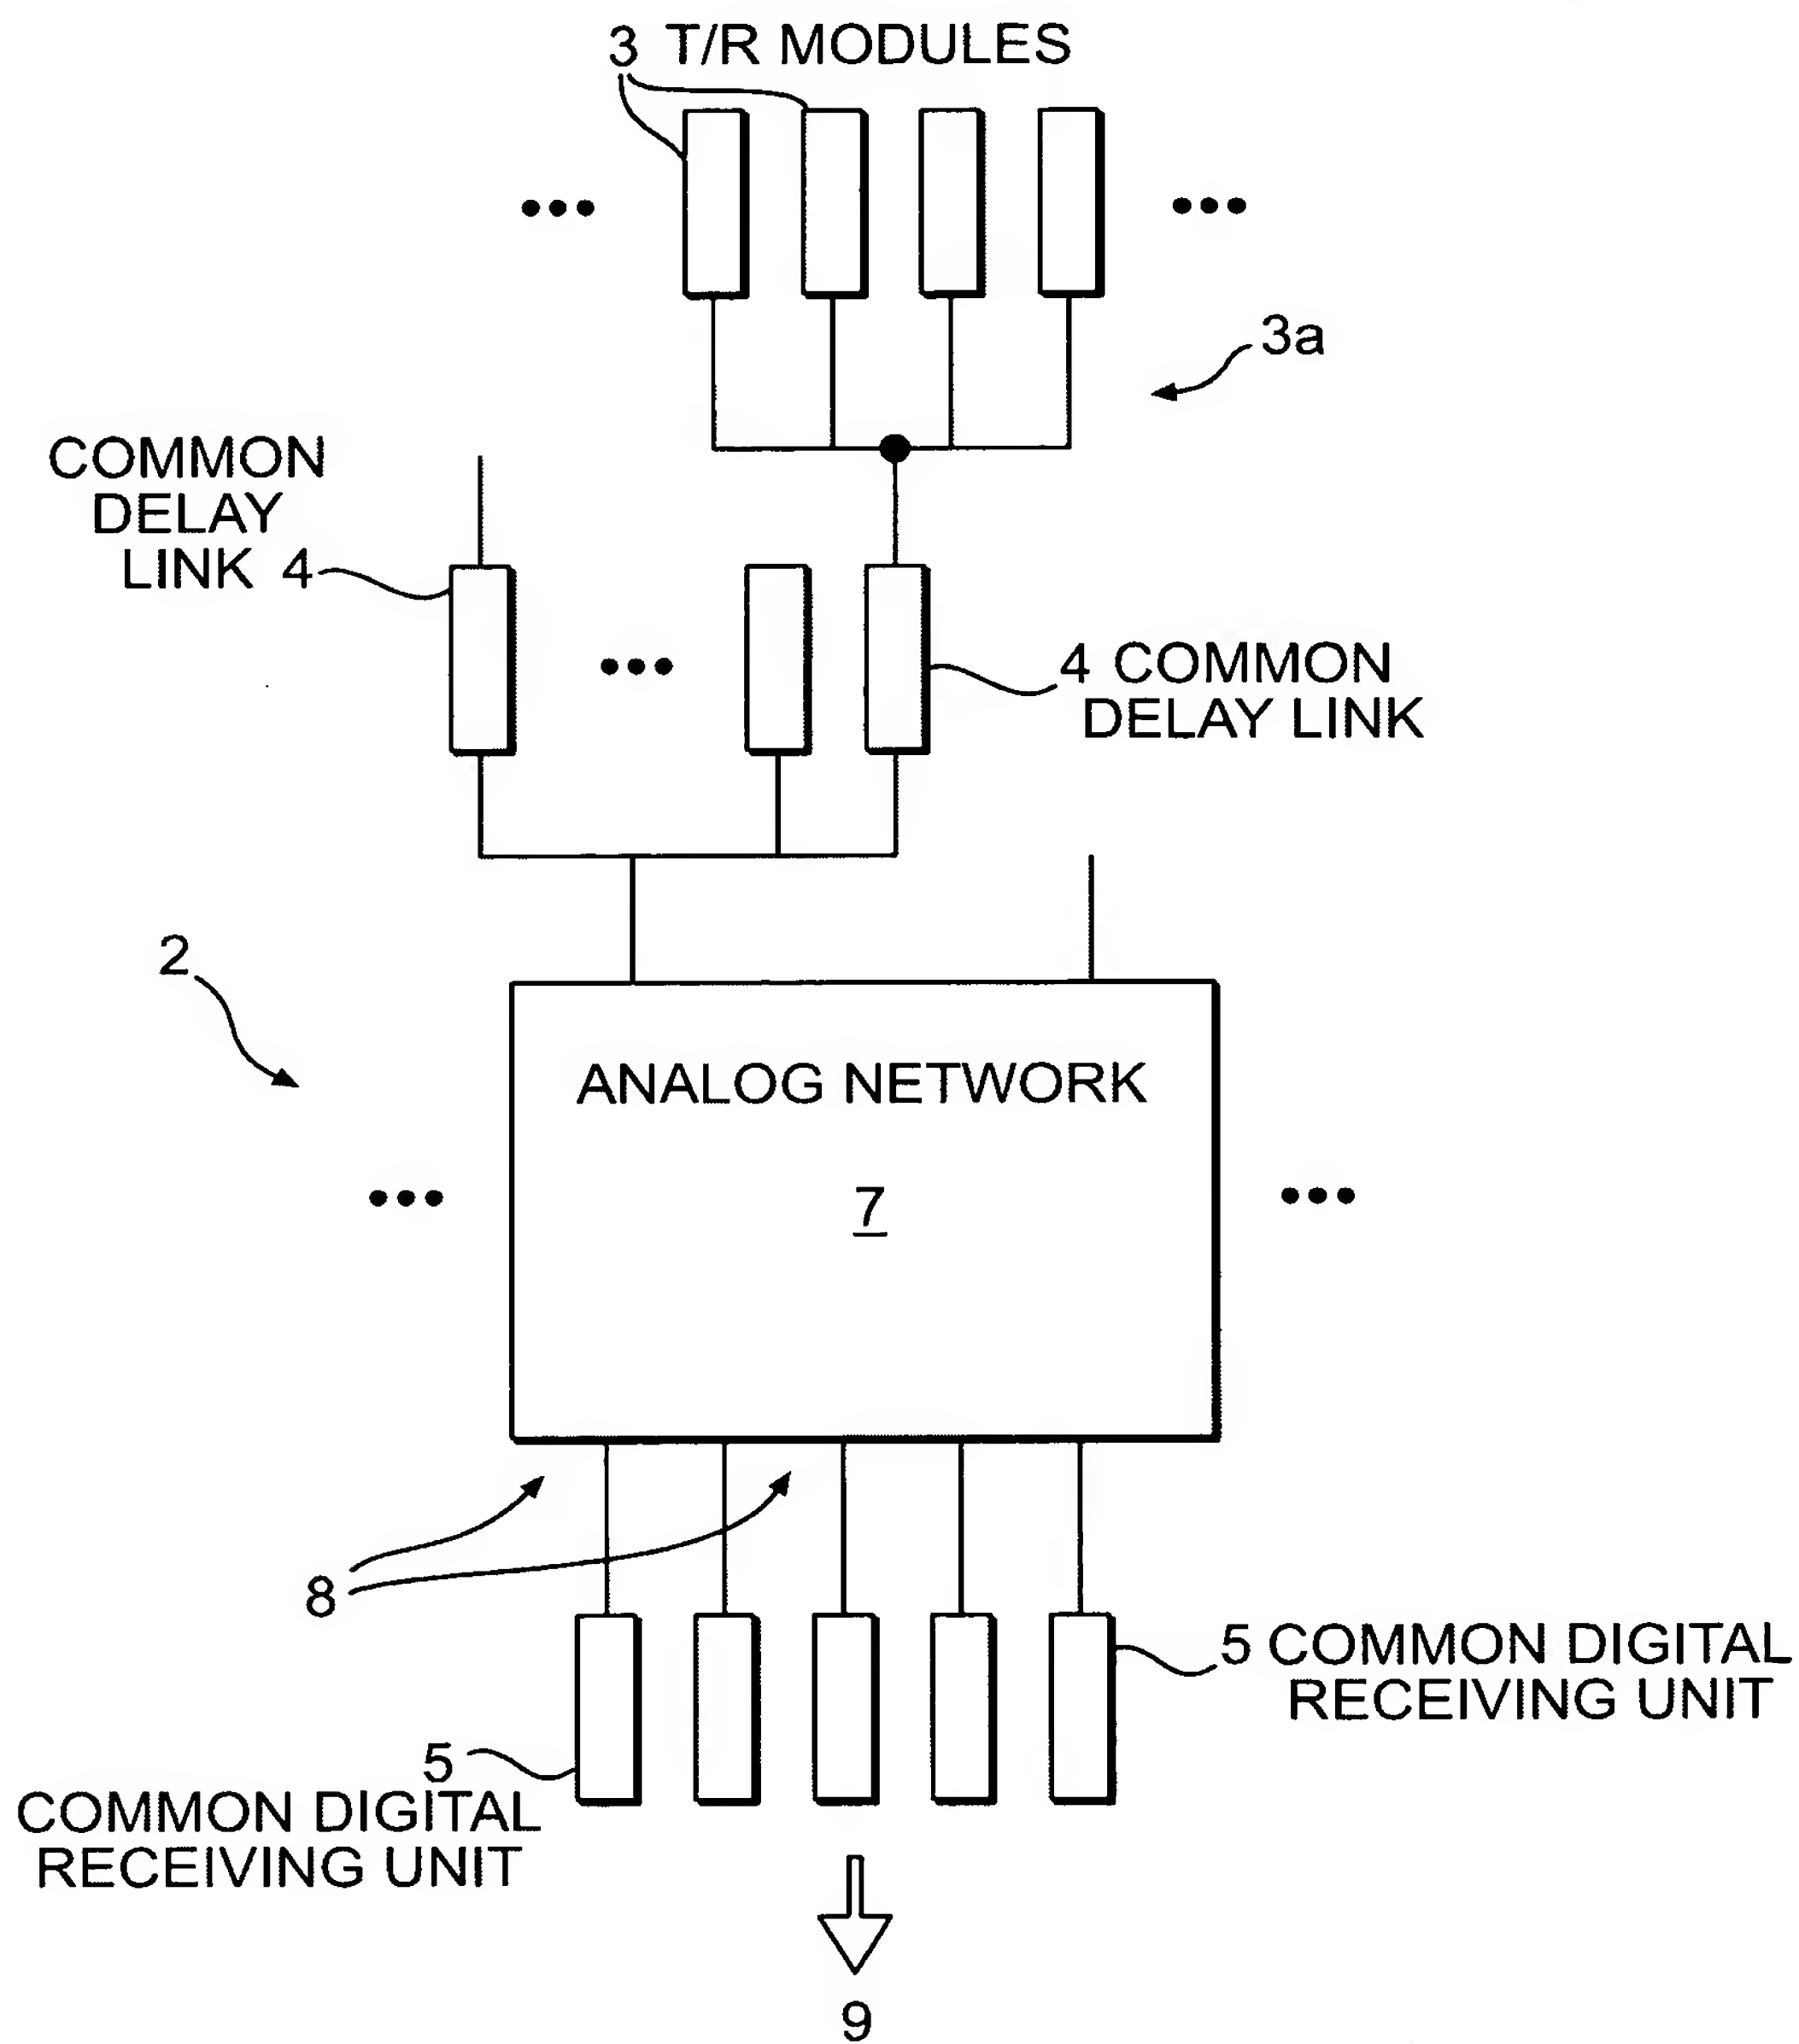 3 T/R MODULES
3a
COMMON
DELAY
LINK 4
4 COMMON
DELAY LINK
2
ANALOG NETWORK
7
8
5 COMMON DIGITAL
RECEIVING UNIT
5
COMMON DIGITAL
RECEIVING UNIT
9